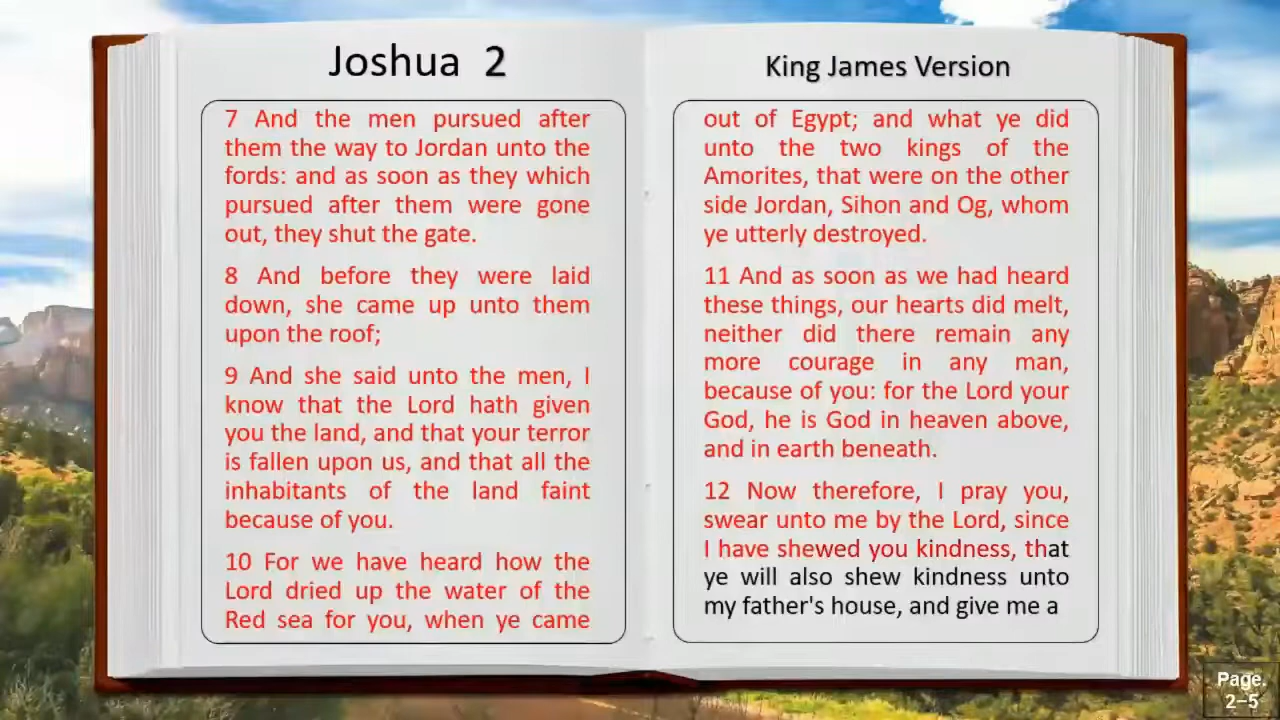 Joshua 2
7 And the men pursued after
them the way to Jordan unto the
fords: and as soon as they which
pursued after them were gone
out, they shut the gate.
8 And before they were laid
down, she came up unto them
upon the roof;
9 And she said unto the men, I
know that the Lord hath given
you the land, and that your terror
is fallen upon us, and that all the
inhabitants of the land faint
because of you.
10 For we have heard how the
Lord dried up the water of the
Red sea for you, when ye came
King James Version
out of Egypt; and what ye did
unto the two kings of the
Amorites, that were on the other
side Jordan, Sihon and Og, whom
ye utterly destroyed.
11 And as soon as we had heard
these things, our hearts did melt,
neither did there remain any
more courage in any man,
because of you: for the Lord your
God, he is God in heaven above,
and in earth beneath.
12 Now therefore, I pray you,
swear unto me by the Lord, since
I have shewed you kindness, that
ye will also shew kindness unto
my father's house, and give me a
Page.
2-5